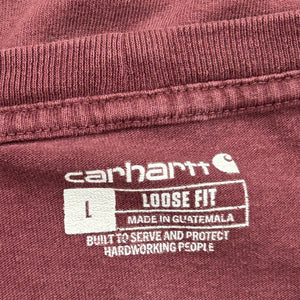 carhartt
L LOOSE FIT
MADE IN GUATEMALA
BUILT TO SERVE AND PROTECT
HARDWORKING PEOPLE